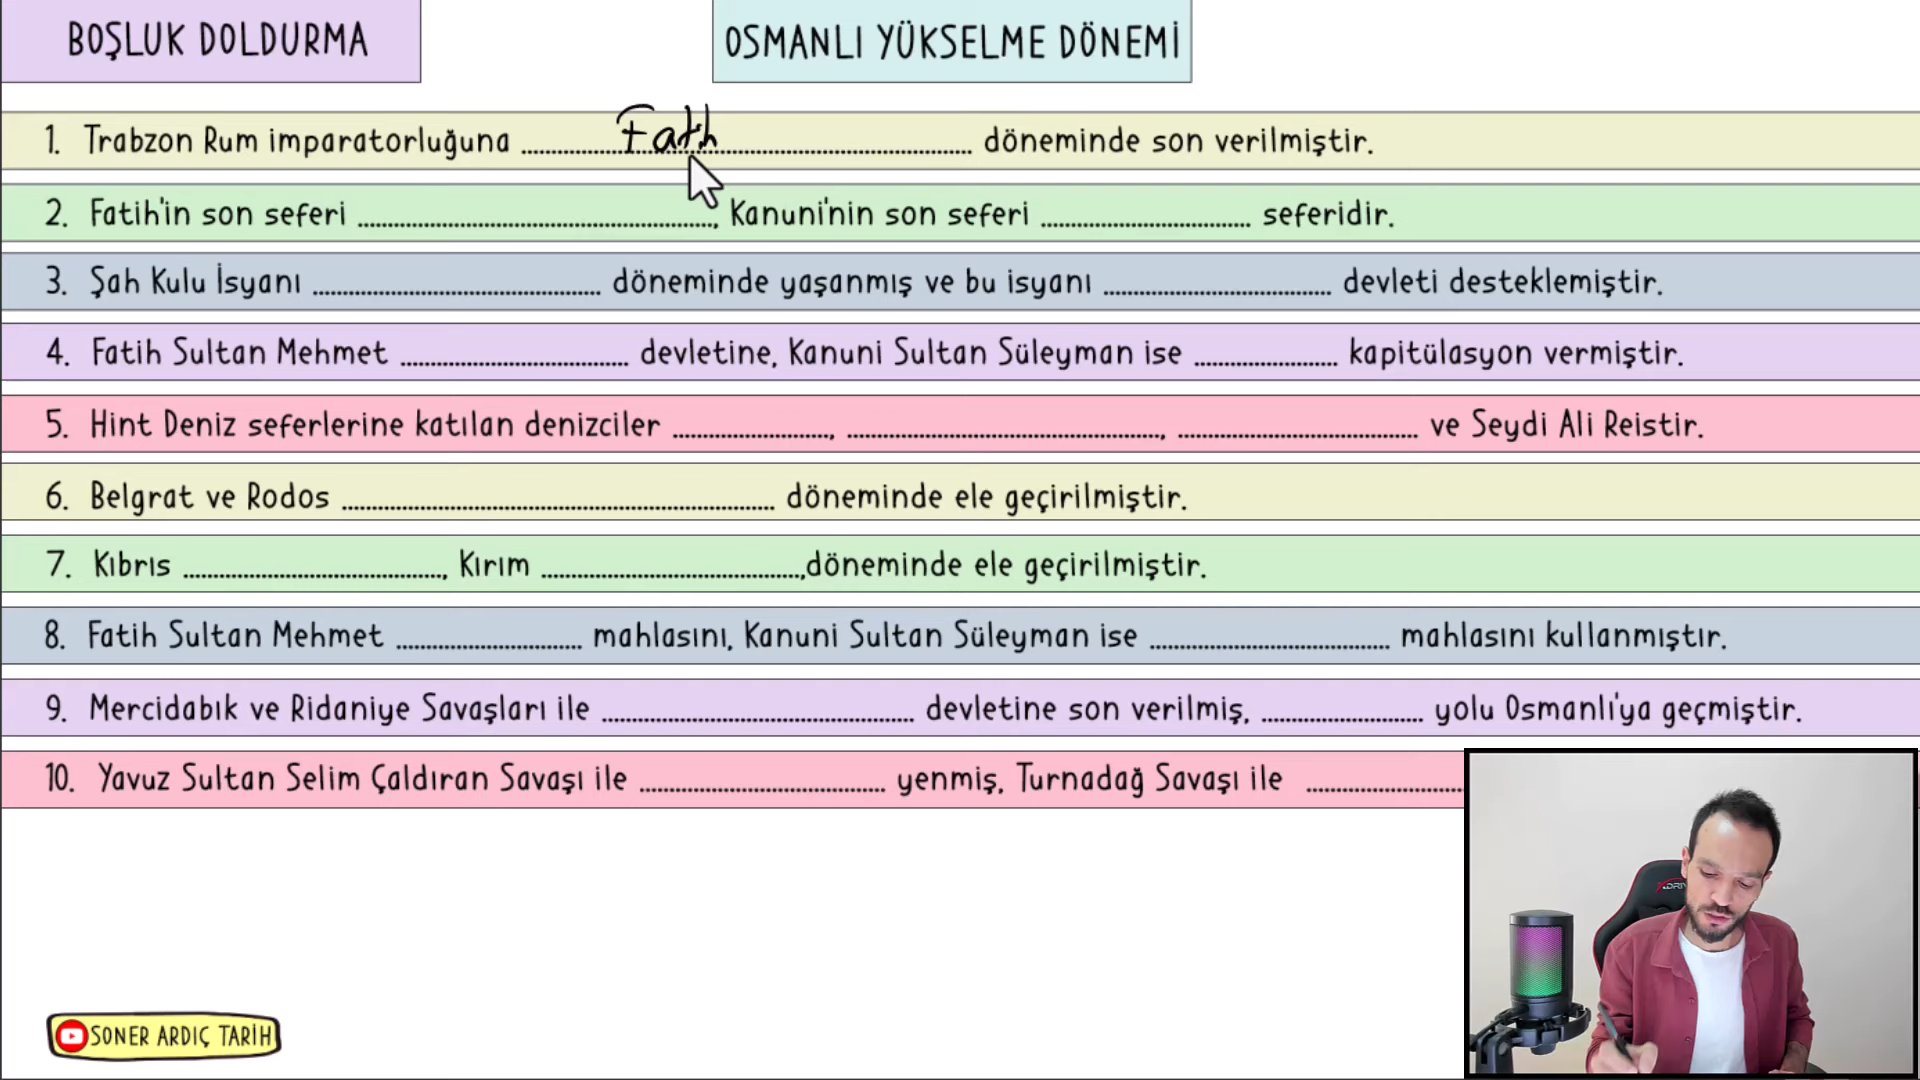 BOŞLUK DOLDURMA
OSMANLI YÜKSELME DÖNEMİ
1. Trabzon Rum imparatorluğuna ........Fatih........ döneminde son verilmiştir.
2. Fatih'in son seferi ................, Kanuni'nin son seferi ................ seferidir.
3. Şah Kulu İsyanı ................ döneminde yaşanmış ve bu isyanı ................ devleti desteklemiştir.
4. Fatih Sultan Mehmet ................ devletine, Kanuni Sultan Süleyman ise ................ kapitülasyon vermiştir.
5. Hint Deniz seferlerine katılan denizciler ................, ................, ................ ve Seydi Ali Reistir.
6. Belgrat ve Rodos ................ döneminde ele geçirilmiştir.
7. Kıbrıs ................, Kırım ................,döneminde ele geçirilmiştir.
8. Fatih Sultan Mehmet ................ mahlasını, Kanuni Sultan Süleyman ise ................ mahlasını kullanmıştır.
9. Mercidabık ve Ridaniye Savaşları ile ................ devletine son verilmiş, ................ yolu Osmanlı'ya geçmiştir.
10. Yavuz Sultan Selim Çaldıran Savaşı ile ................ yenmiş, Turnadağ Savaşı ile ................
SONER ARDIÇ TARİH